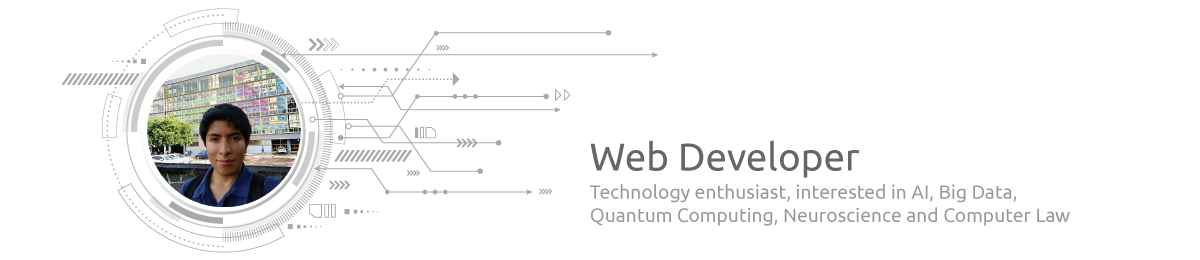 Web Developer
Technology enthusiast, interested in AI, Big Data,
Quantum Computing, Neuroscience and Computer Law